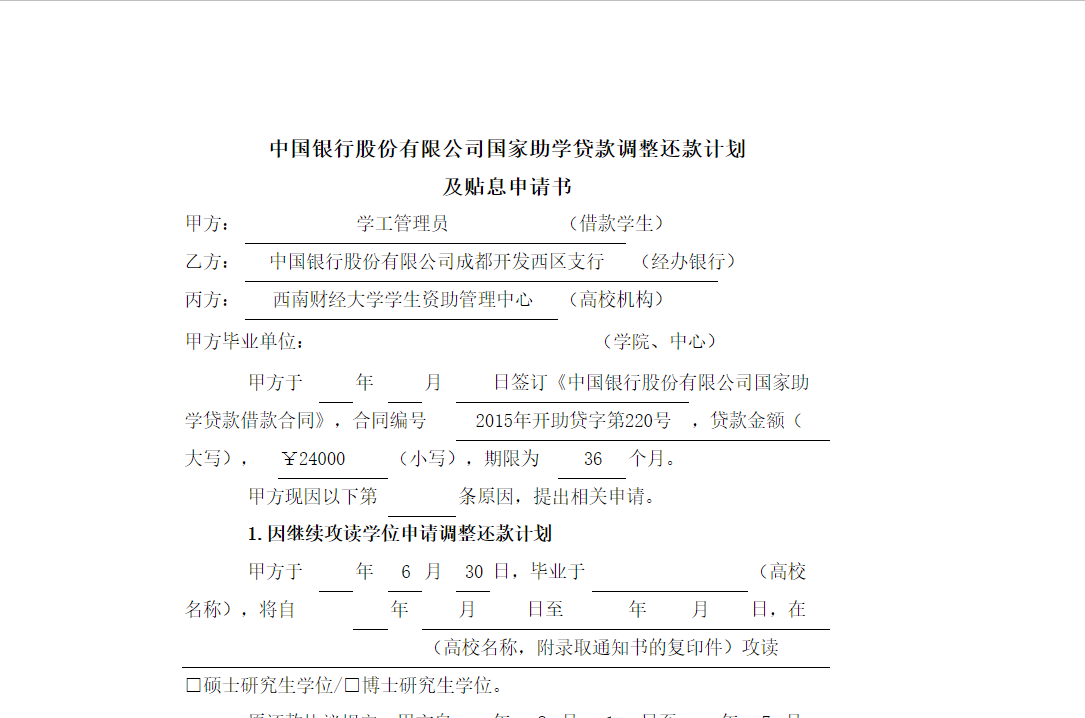 中国银行股份有限公司国家助学贷款调整还款计划
及贴息申请书
甲方： 学工管理员 （借款学生）
乙方： 中国银行股份有限公司成都开发西区支行 （经办银行）
丙方： 西南财经大学学生资助管理中心 （高校机构）
甲方毕业单位： （学院、中心）
甲方于 年 月 日签订《中国银行股份有限公司国家助
学贷款借款合同》，合同编号 2015年开助贷字第220号 ，贷款金额（
大写）， ￥24000 （小写），期限为 36 个月。
甲方现因以下第 条原因，提出相关申请。
1. 因继续攻读学位申请调整还款计划
甲方于 年 6 月 30 日，毕业于 （高校
名称），将自 年 月 日至 年 月 日，在
（高校名称，附录取通知书的复印件）攻读
□硕士研究生学位/□博士研究生学位。